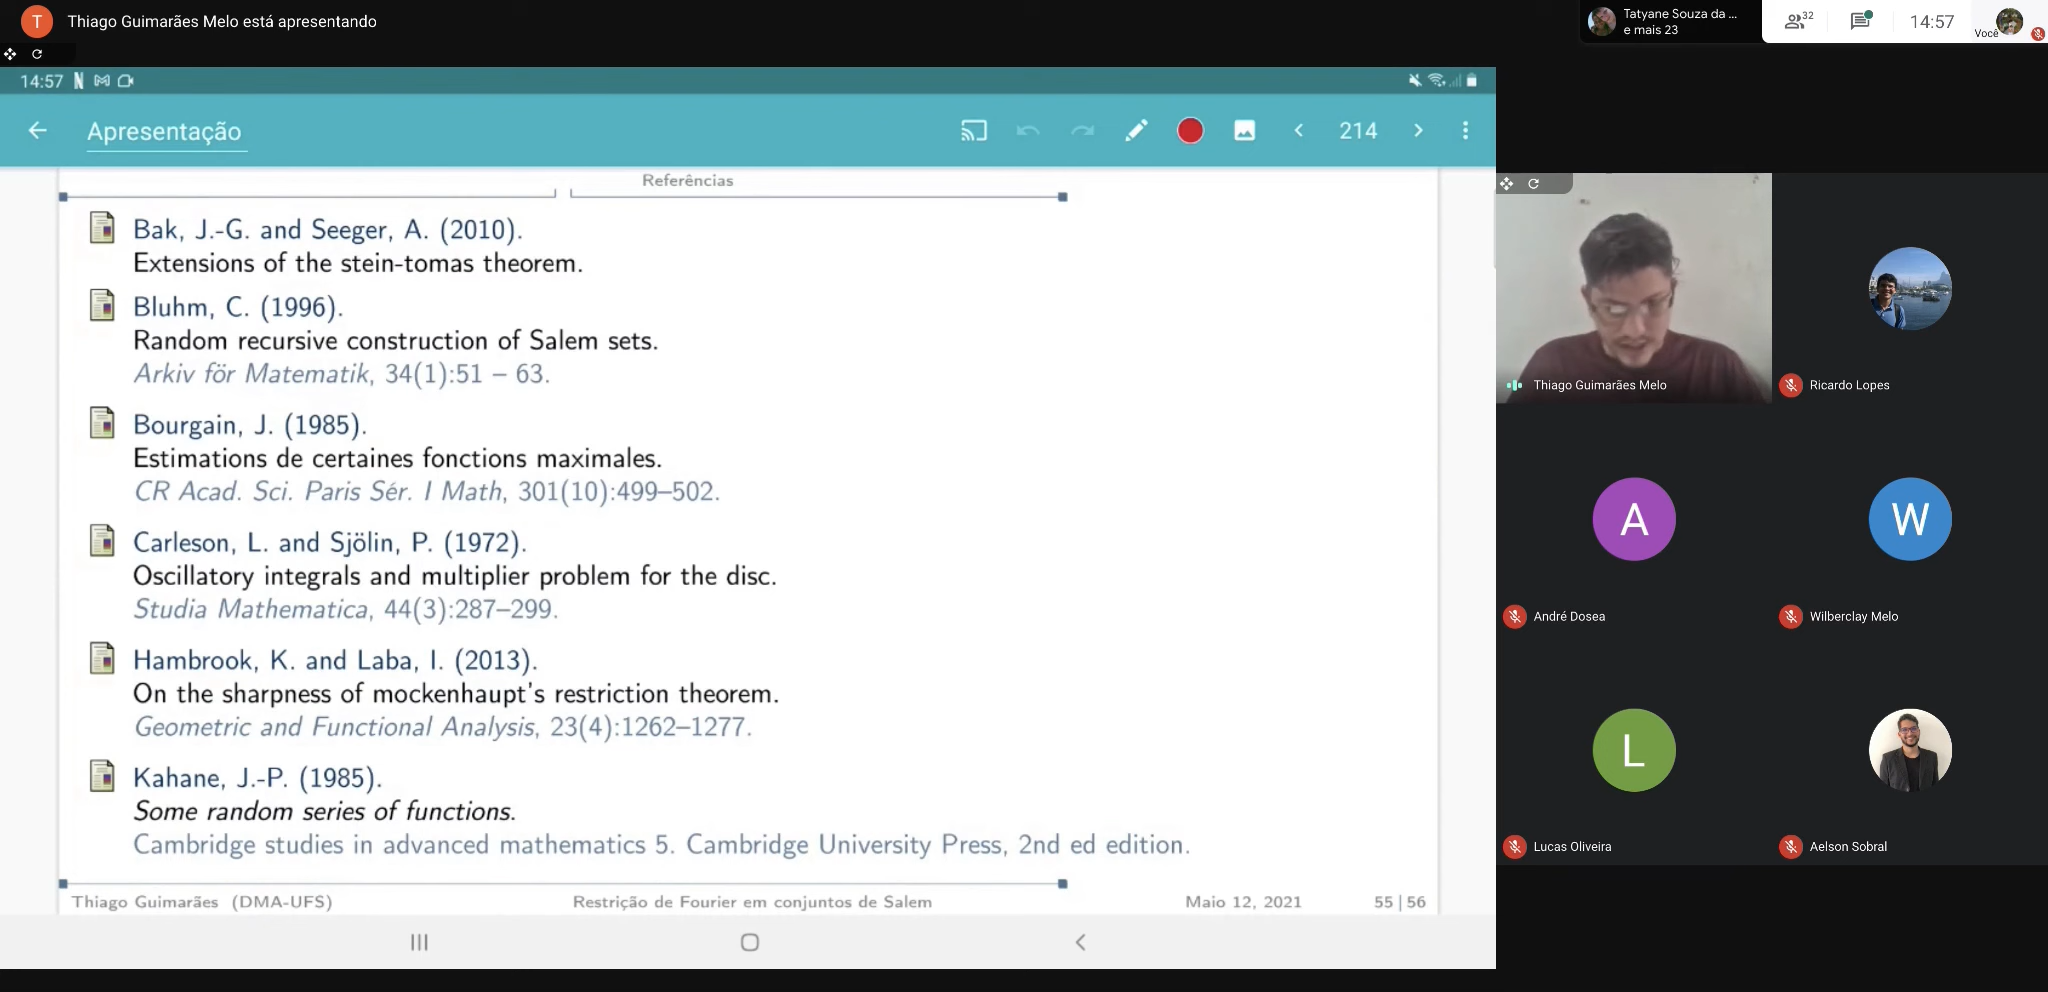 T
Thiago Guimarães Melo está apresentando
Tatyane Souza da ...
e mais 23
32
14:57
Você
14:57
Apresentação
214
Referências
Bak, J.-G. and Seeger, A. (2010).
Extensions of the stein-tomas theorem.
Bluhm, C. (1996).
Random recursive construction of Salem sets.
Arkiv för Matematik, 34(1):51 – 63.
Bourgain, J. (1985).
Estimations de certaines fonctions maximales.
CR Acad. Sci. Paris Sér. I Math, 301(10):499–502.
Carleson, L. and Sjölin, P. (1972).
Oscillatory integrals and multiplier problem for the disc.
Studia Mathematica, 44(3):287–299.
Hambrook, K. and Laba, I. (2013).
On the sharpness of mockenhaupt's restriction theorem.
Geometric and Functional Analysis, 23(4):1262–1277.
Kahane, J.-P. (1985).
Some random series of functions.
Cambridge studies in advanced mathematics 5. Cambridge University Press, 2nd ed edition.
Thiago Guimarães (DMA-UFS)
Restrição de Fourier em conjuntos de Salem
Maio 12, 2021
55 | 56
Thiago Guimarães Melo
Ricardo Lopes
A
W
André Dosea
Wilberclay Melo
L
Lucas Oliveira
Aelson Sobral